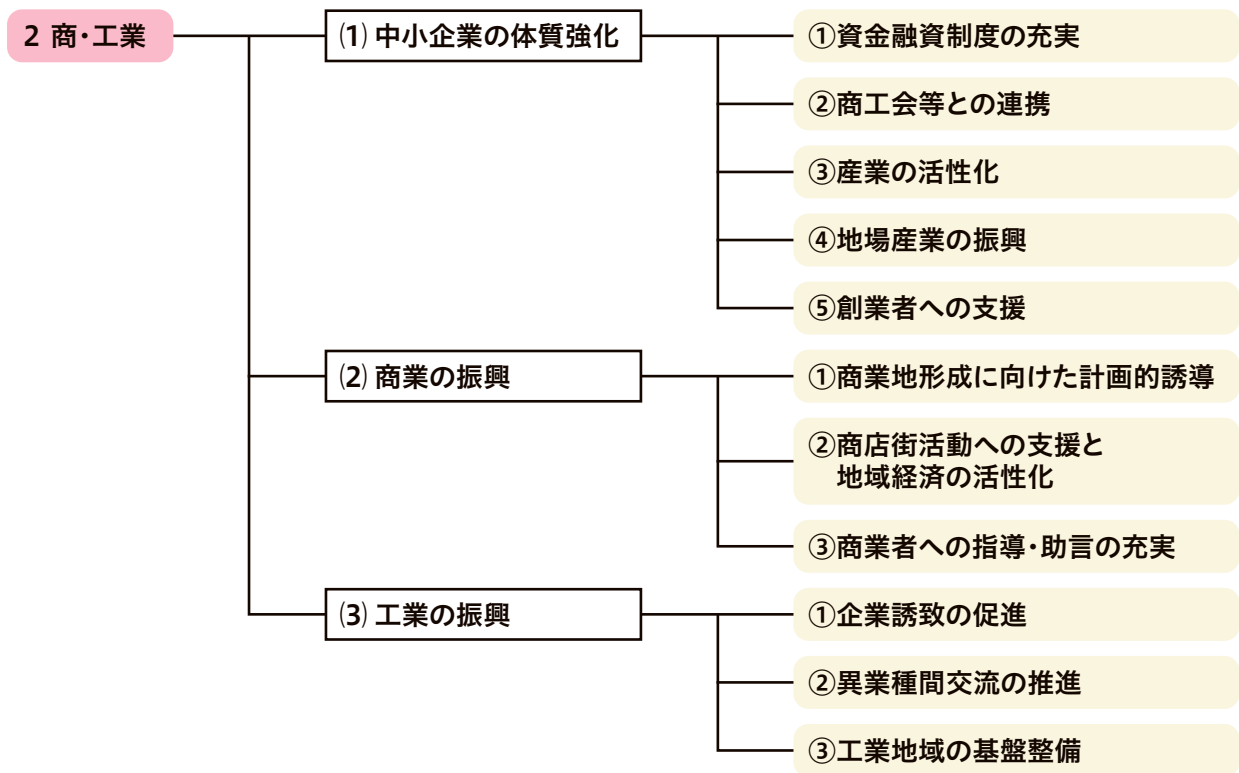 2 商・工業
⑴ 中小企業の体質強化
①資金融資制度の充実
②商工会等との連携
③産業の活性化
④地場産業の振興
⑤創業者への支援
⑵ 商業の振興
①商業地形成に向けた計画的誘導
②商店街活動への支援と
地域経済の活性化
③商業者への指導・助言の充実
⑶ 工業の振興
①企業誘致の促進
②異業種間交流の推進
③工業地域の基盤整備